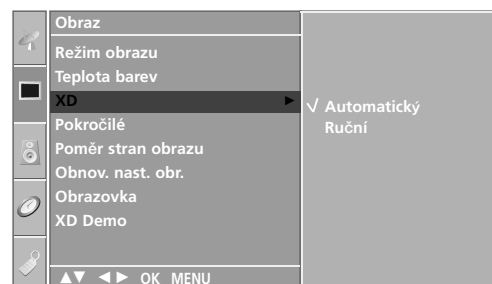 Obraz
Režim obrazu
Teplota barev
XD ►
Pokročilé
Poměr stran obrazu
Obnov. nast. obr.
Obrazovka
XD Demo
√ Automatický
Ruční
▲▼ ◄► OK MENU